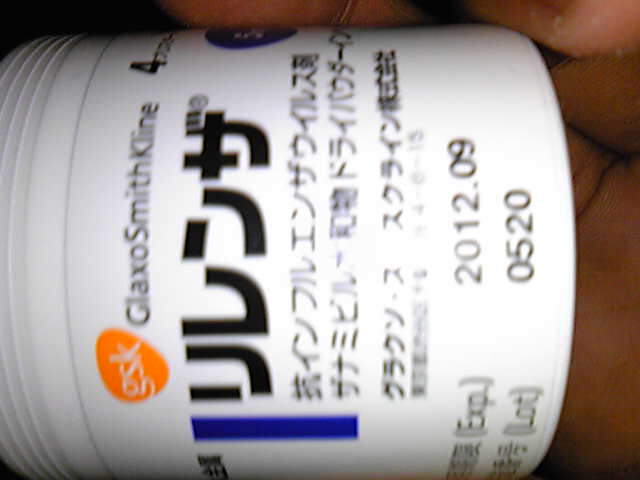 gsk GlaxoSmithKline
リレンザ®
抗インフルエンザウイルス剤
ザナミビル 和物ドライパウダーイン
グラクソ・ス スクライン株式会社
(Exp.) 2012.09
(Lot) 0520